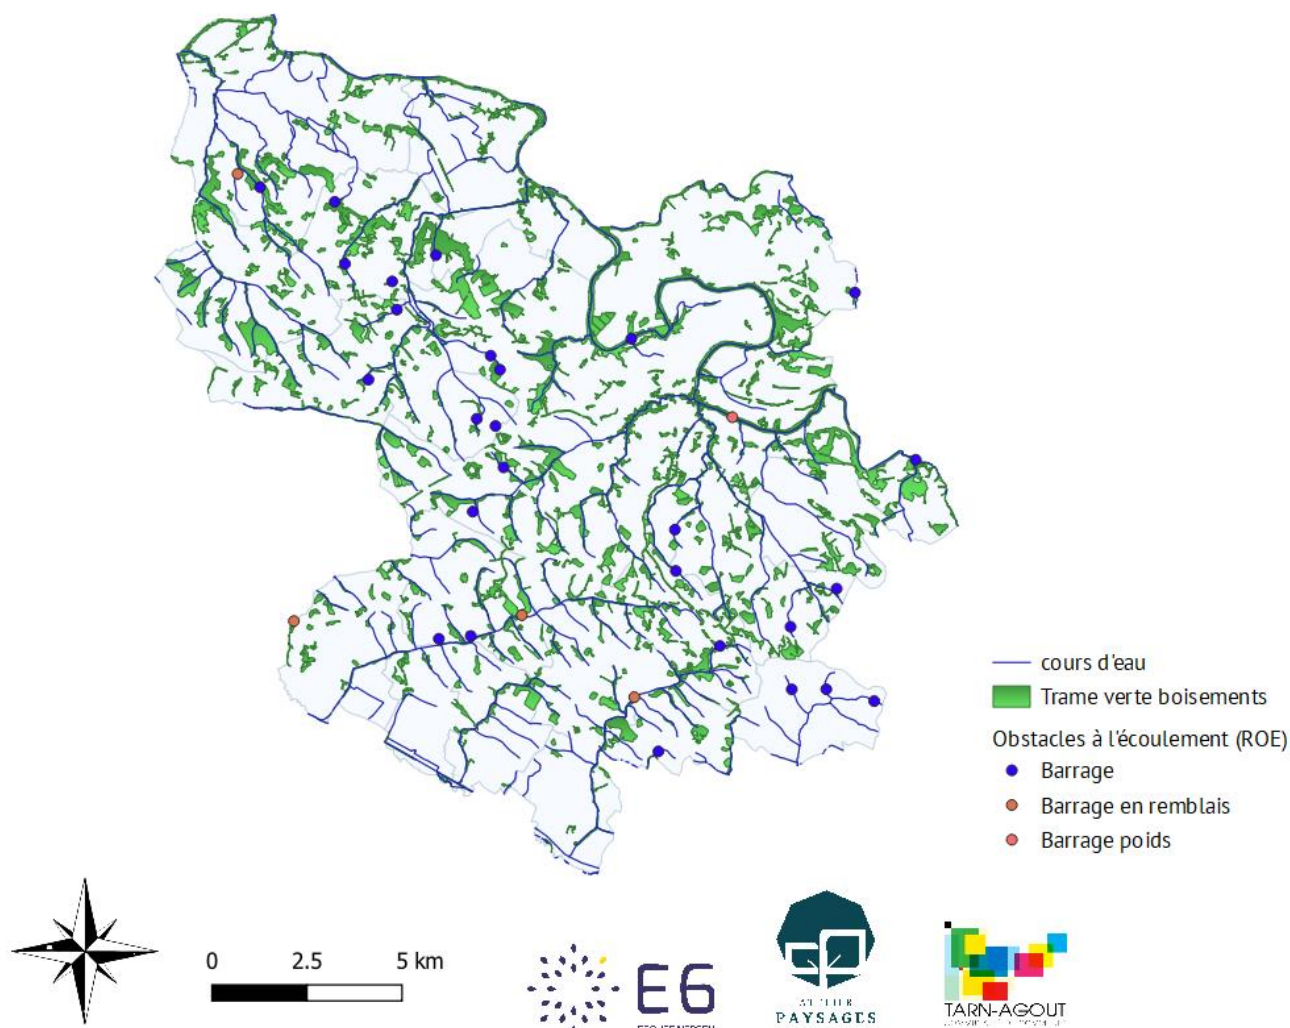 cours d'eau
Trame verte boisements
Obstacles à l'écoulement (ROE)
Barrage
Barrage en remblais
Barrage poids
0 2.5 5 km
E6
ATELIER
PAYSAGES
TARN-AGOUT